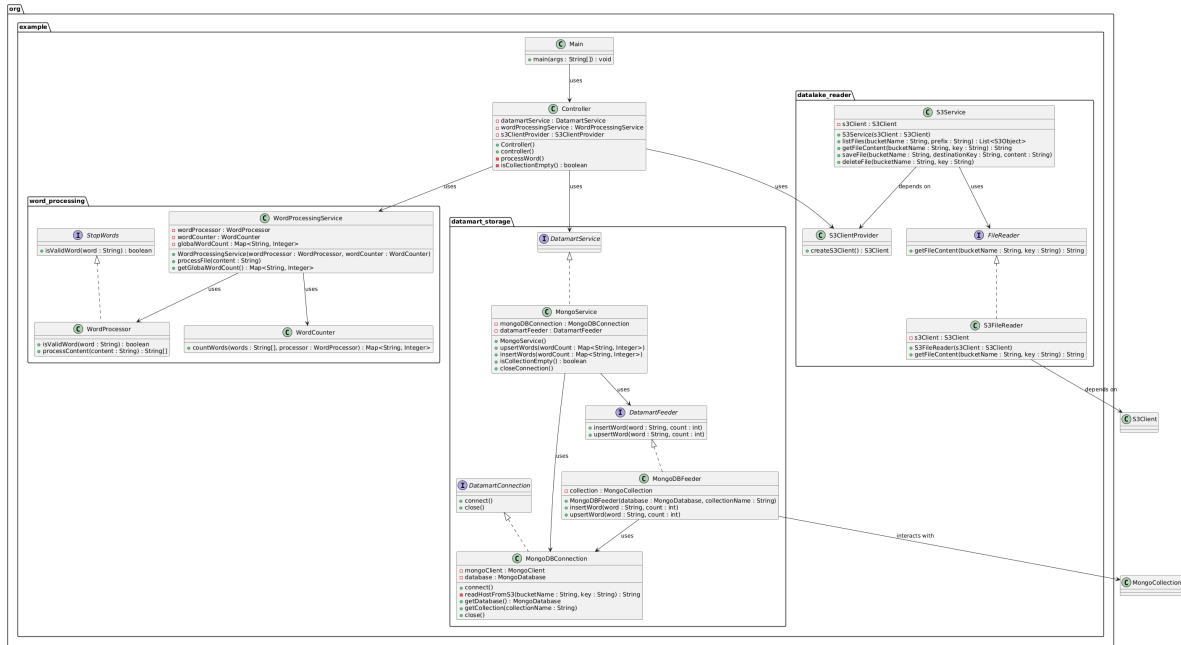 org
example
C Main
main(args : String[]) : void
uses
C Controller
datamartService : DatamartService
wordProcessingService : WordProcessingService
s3ClientProvider : S3ClientProvider
Controller()
controller()
processWord()
isCollectionEmpty() : boolean
uses
uses
uses
datalake_reader
C S3Service
s3Client : S3Client
S3Service(s3Client : S3Client)
listFiles(bucketName : String, prefix : String) : List<S3Object>
getFileContent(bucketName : String, key : String) : String
saveFile(bucketName : String, destinationKey : String, content : String)
deleteFile(bucketName : String, key : String)
depends on
uses
C S3ClientProvider
createS3Client() : S3Client
I FileReader
getFileContent(bucketName : String, key : String) : String
C S3FileReader
s3Client : S3Client
S3FileReader(s3Client : S3Client)
getFileContent(bucketName : String, key : String) : String
depends on
C S3Client
word_processing
I StopWords
isValidWord(word : String) : boolean
C WordProcessingService
wordProcessor : WordProcessor
wordCounter : WordCounter
globalWordCount : Map<String, Integer>
WordProcessingService(wordProcessor : WordProcessor, wordCounter : WordCounter)
processFile(content : String)
getGlobalWordCount() : Map<String, Integer>
uses
uses
C WordProcessor
isValidWord(word : String) : boolean
processContent(content : String) : String[]
C WordCounter
countWords(words : String[], processor : WordProcessor) : Map<String, Integer>
datamart_storage
I DatamartService
C MongoService
mongoDBConnection : MongoDBConnection
datamartFeeder : DatamartFeeder
MongoService()
upsertWords(wordCount : Map<String, Integer>)
insertWords(wordCount : Map<String, Integer>)
isCollectionEmpty() : boolean
closeConnection()
uses
uses
I DatamartFeeder
insertWord(word : String, count : int)
upsertWord(word : String, count : int)
I DatamartConnection
connect()
close()
C MongoDBFeeder
collection : MongoCollection
MongoDBFeeder(database : MongoDatabase, collectionName : String)
insertWord(word : String, count : int)
upsertWord(word : String, count : int)
uses
interacts with
C MongoDBConnection
mongoClient : MongoClient
database : MongoDatabase
connect()
readHostFromS3(bucketName : String, key : String) : String
getDatabase() : MongoDatabase
getCollection(collectionName : String)
close()
C MongoCollection